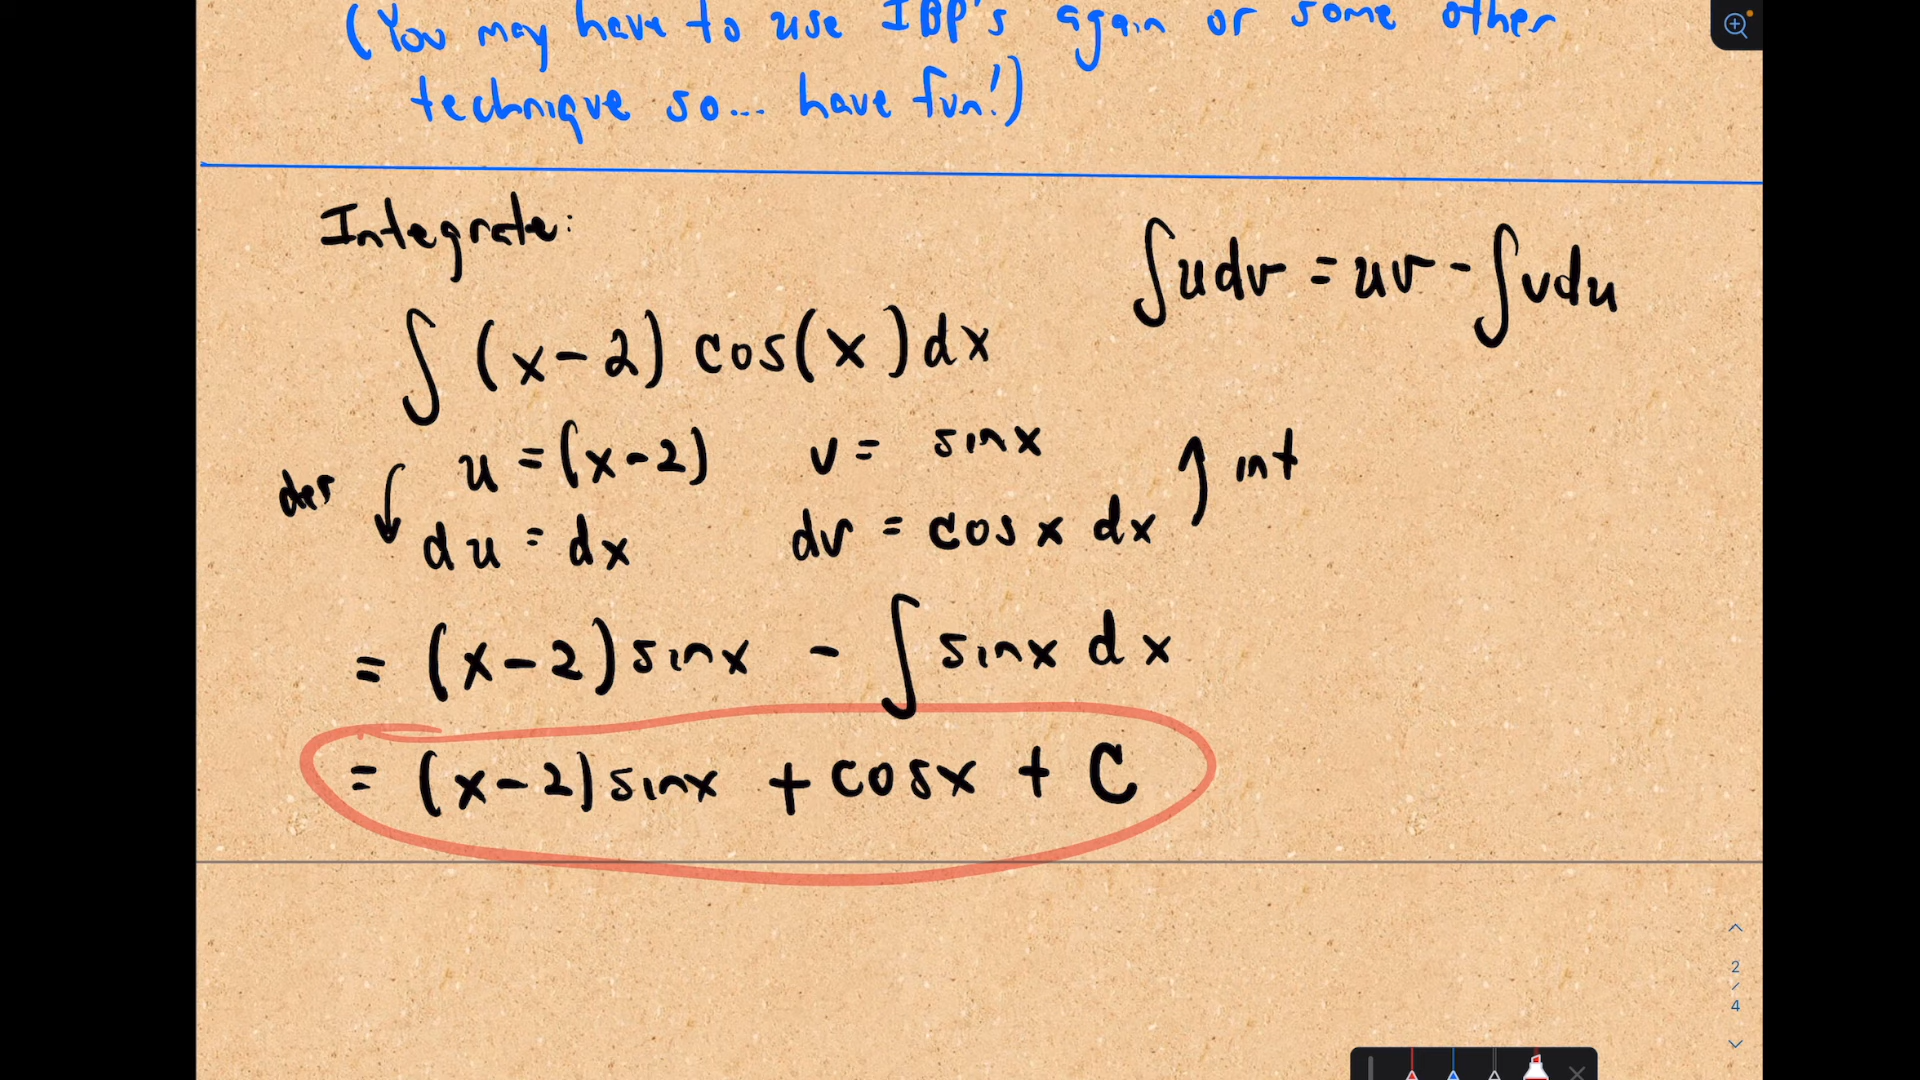 (You may have to use IBP's again or some other
technique so... have fun!)
Integrate:
∫udv = uv - ∫vdu
∫ (x-2) cos(x) dx
u = (x-2) v = sinx
der int
du = dx dv = cos x dx
= (x-2) sinx - ∫ sinx dx
= (x-2) sinx + cosx + C
2
/
4